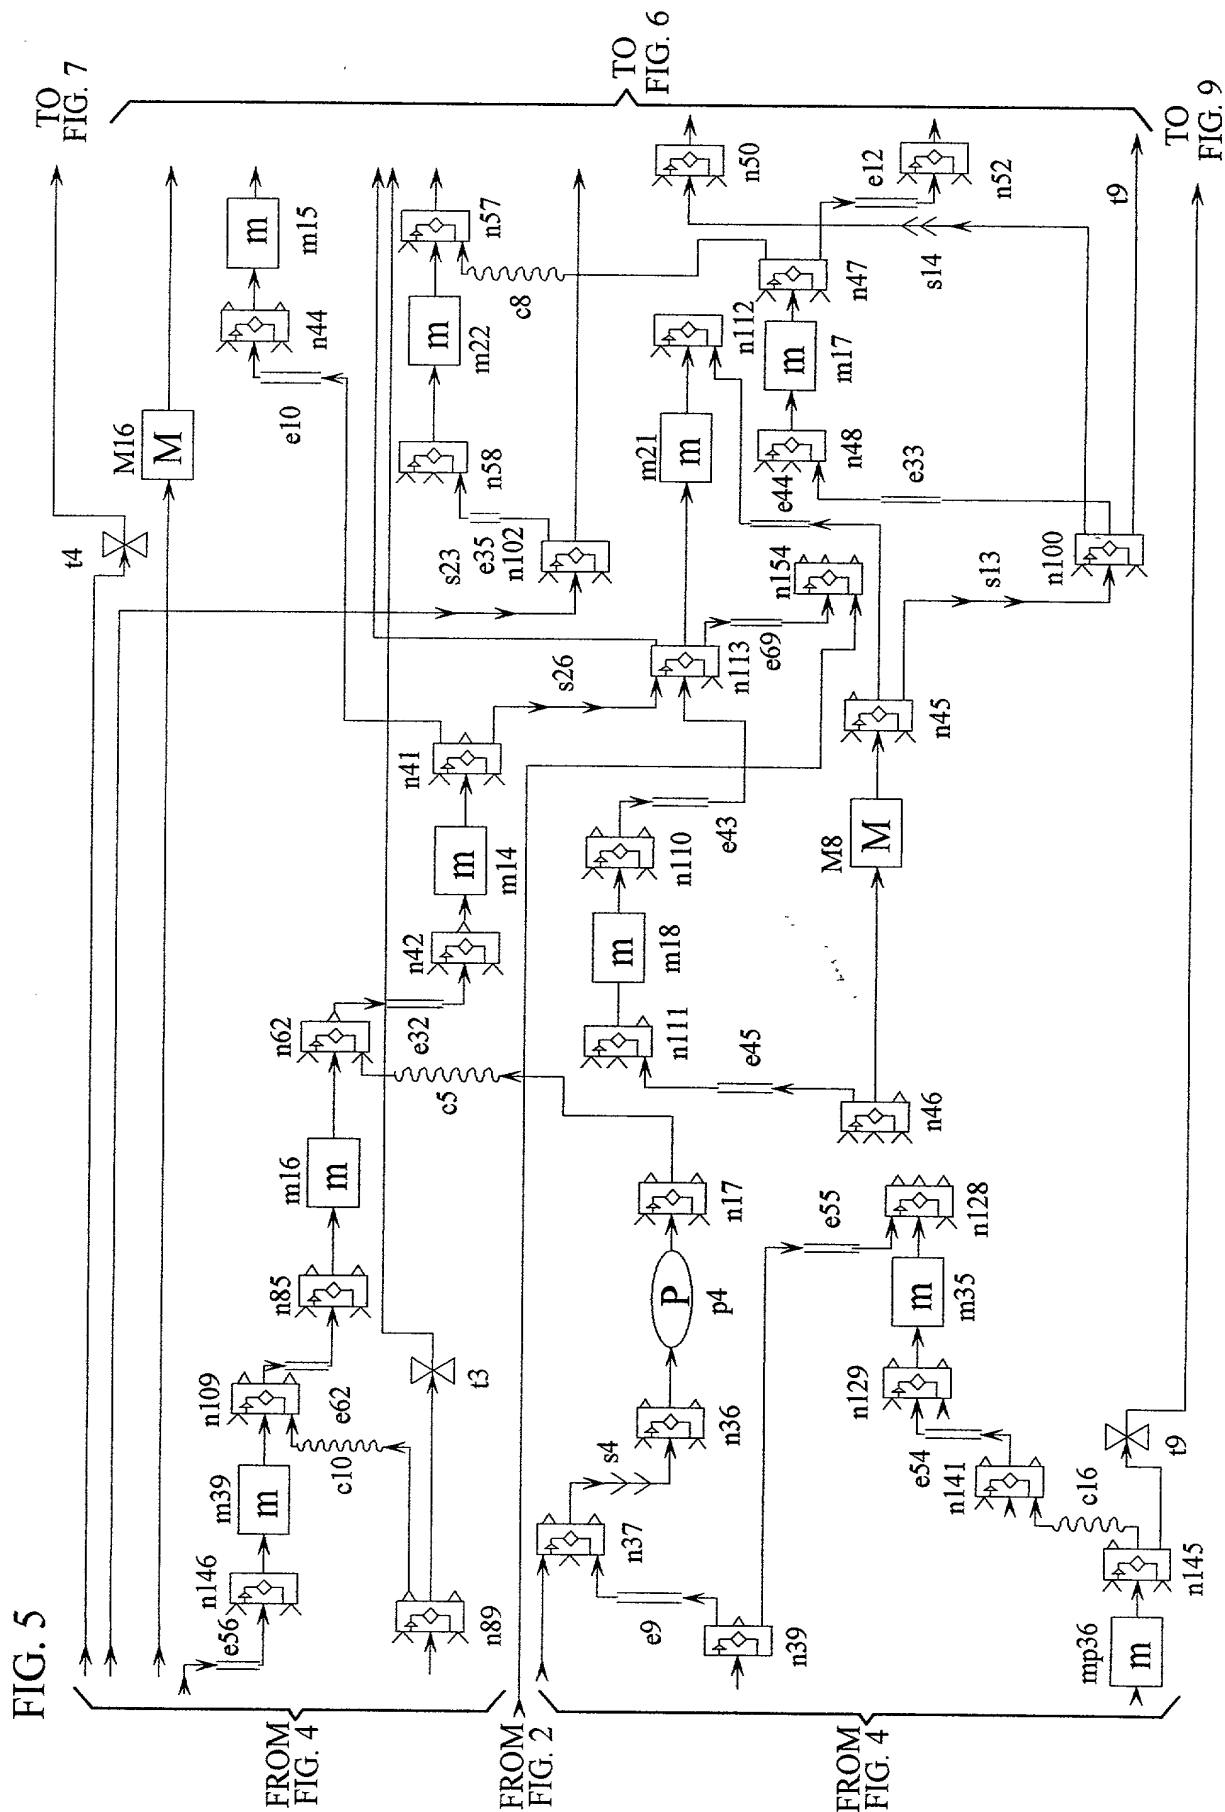 FIG. 5
TO
FIG. 7
TO
FIG. 6
TO
FIG. 9
FROM
FIG. 4
FROM
FIG. 2
FROM
FIG. 4
t4
M16
M
e10
n44
m
m15
e56
n146
m39
m
n109
c10
e62
n85
m16
m
n62
c5
e32
n42
m
m14
n41
s26
s23
e35
n102
n58
m
m22
n57
c8
n89
t3
n37
s4
n36
P
p4
n17
e9
n39
e55
n111
e45
m
m18
n110
e43
n113
e69
m21
m
n112
n154
e44
n46
M8
M
n45
s13
n48
e33
m
m17
n47
s14
n50
e12
n52
n100
t9
n128
m
m35
n129
e54
n141
c16
n145
mp36
m
t9